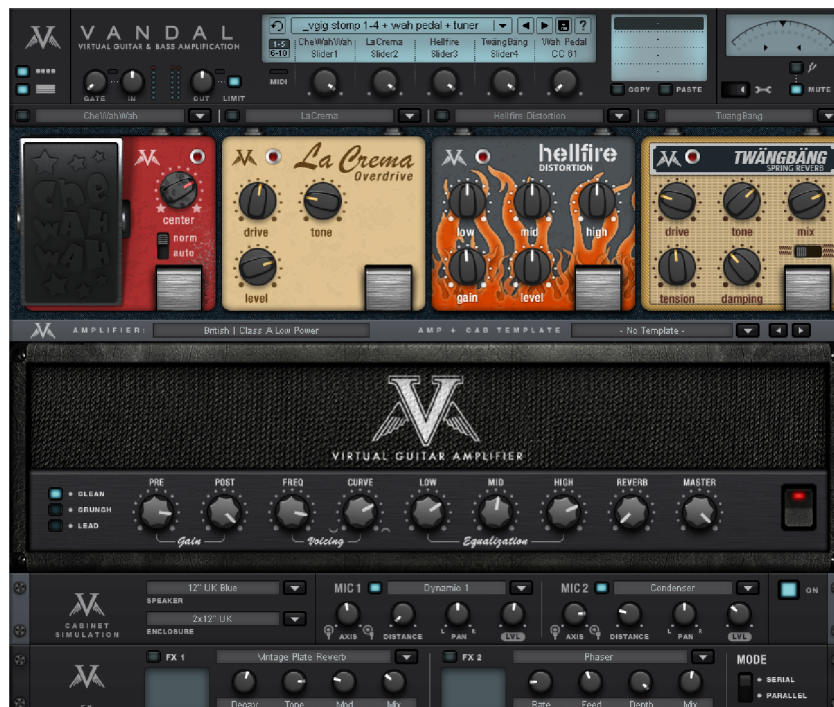 VANDAL
VIRTUAL GUITAR & BASS AMPLIFICATION
_vgig stomp 1-4 + wah pedal + tuner ?
1-5 CheWahWah LaCrema Hellfire TwängBang Wah Pedal
6-10 Slider1 Slider2 Slider3 Slider4 CC 81
GATE IN OUT LIMIT MIDI COPY PASTE MUTE
CheWahWah LaCrema Hellfire Distortion TwangBang
Che WAH WAH
center
norm
auto
La Crema
Overdrive
drive tone
level
hellfire
DISTORTION
low mid high
gain level
TWÄNGBÄNG
SPRING REVERB
drive tone mix
tension damping
AMPLIFIER: British | Class A Low Power AMP + CAB TEMPLATE - No Template -
V
VIRTUAL GUITAR AMPLIFIER
CLEAN
CRUNCH
LEAD
PRE POST FREQ CURVE LOW MID HIGH REVERB MASTER
Gain Voicing Equalization
CABINET
SIMULATION
12" UK Blue
SPEAKER
2x12" UK
ENCLOSURE
MIC 1 Dynamic 1
AXIS DISTANCE L PAN R LVL
MIC 2 Condenser
AXIS DISTANCE L PAN R LVL
ON
FX 1 Vintage Plate Reverb
Decay Tone Mod Mix
FX 2 Phaser
Rate Feed Depth Mix
MODE
SERIAL
PARALLEL